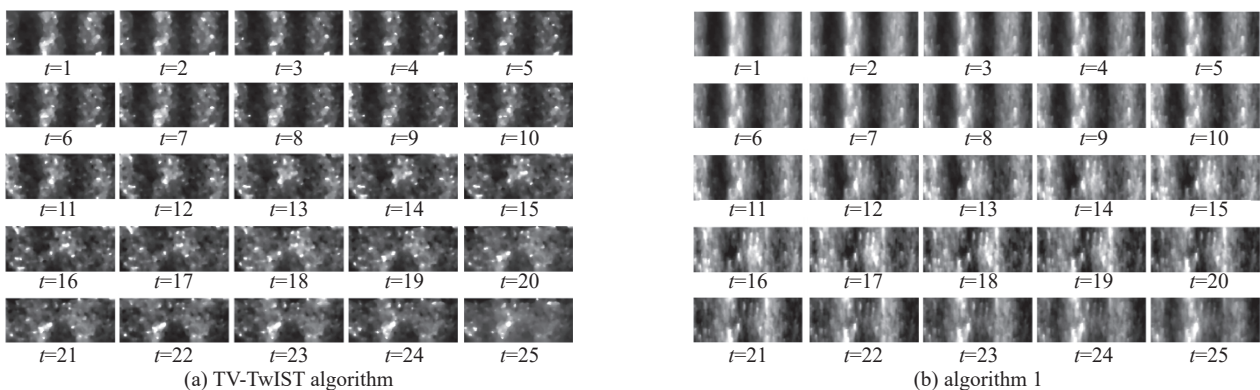 t=1 t=2 t=3 t=4 t=5
t=6 t=7 t=8 t=9 t=10
t=11 t=12 t=13 t=14 t=15
t=16 t=17 t=18 t=19 t=20
t=21 t=22 t=23 t=24 t=25
(a) TV-TwIST algorithm
t=1 t=2 t=3 t=4 t=5
t=6 t=7 t=8 t=9 t=10
t=11 t=12 t=13 t=14 t=15
t=16 t=17 t=18 t=19 t=20
t=21 t=22 t=23 t=24 t=25
(b) algorithm 1